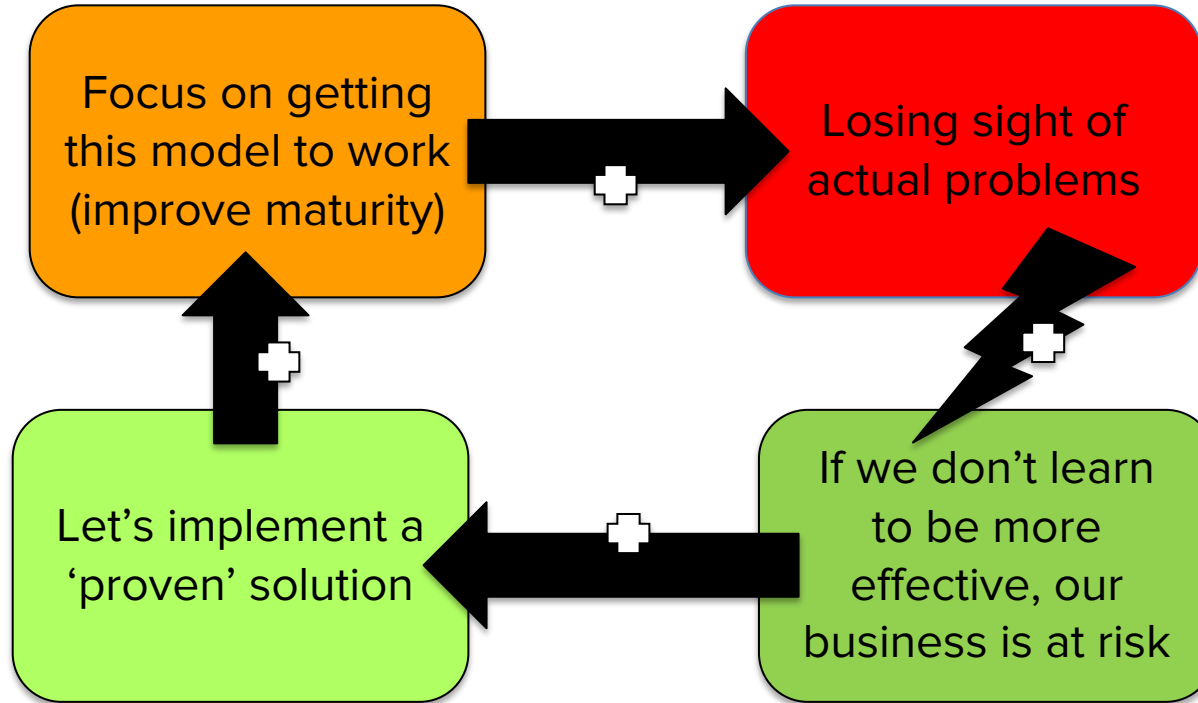 Focus on getting
this model to work
(improve maturity)
Losing sight of
actual problems
Let’s implement a
‘proven’ solution
If we don’t learn
to be more
effective, our
business is at risk